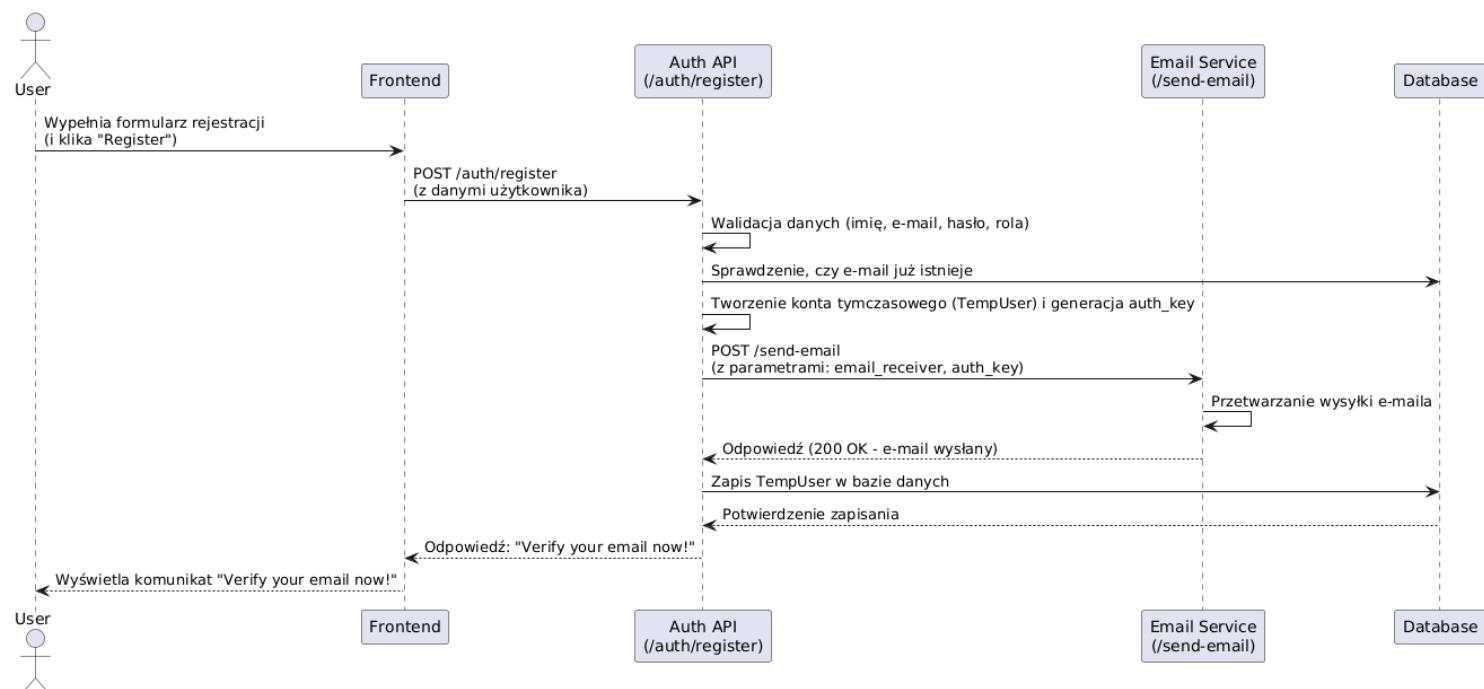 User
Frontend
Auth API
(/auth/register)
Email Service
(/send-email)
Database
Wypełnia formularz rejestracji
(i klika "Register")
POST /auth/register
(z danymi użytkownika)
Walidacja danych (imię, e-mail, hasło, rola)
Sprawdzenie, czy e-mail już istnieje
Tworzenie konta tymczasowego (TempUser) i generacja auth_key
POST /send-email
(z parametrami: email_receiver, auth_key)
Przetwarzanie wysyłki e-maila
Odpowiedź (200 OK - e-mail wysłany)
Zapis TempUser w bazie danych
Potwierdzenie zapisania
Odpowiedź: "Verify your email now!"
Wyświetla komunikat "Verify your email now!"
User
Frontend
Auth API
(/auth/register)
Email Service
(/send-email)
Database